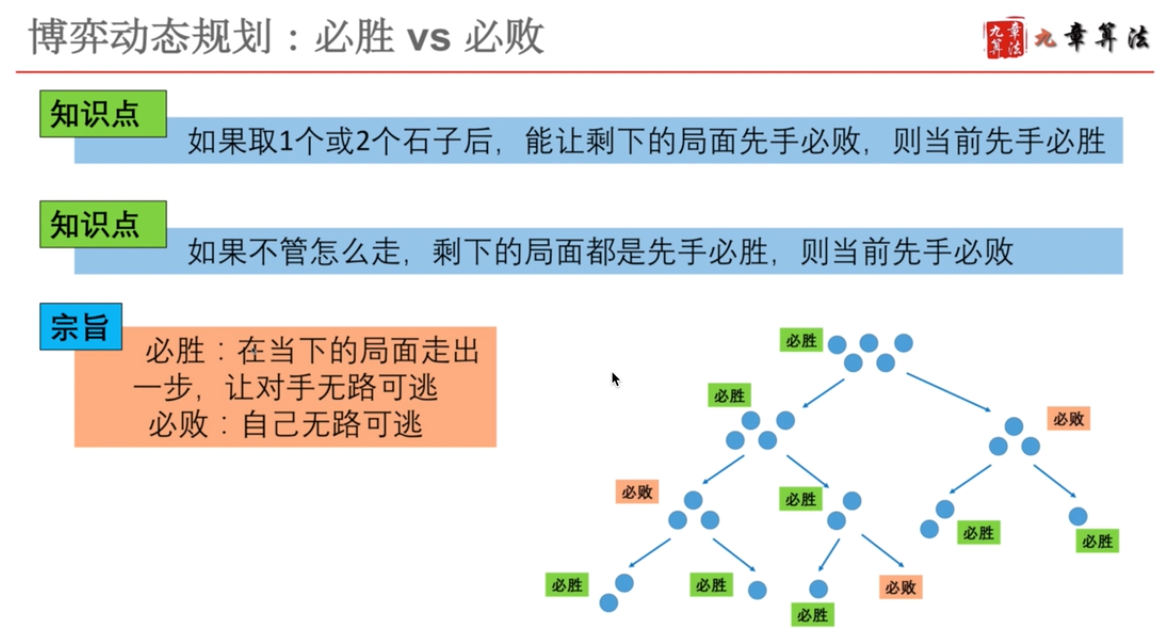 博弈动态规划：必胜 vs 必败
九章算法
九章算法
知识点
如果取1个或2个石子后，能让剩下的局面先手必败，则当前先手必胜
知识点
如果不管怎么走，剩下的局面都是先手必胜，则当前先手必败
宗旨
必胜：在当下的局面走出
一步，让对手无路可逃
必败：自己无路可逃
必胜
必胜
必败
必败
必胜
必胜
必胜
必胜
必胜
必败
必胜